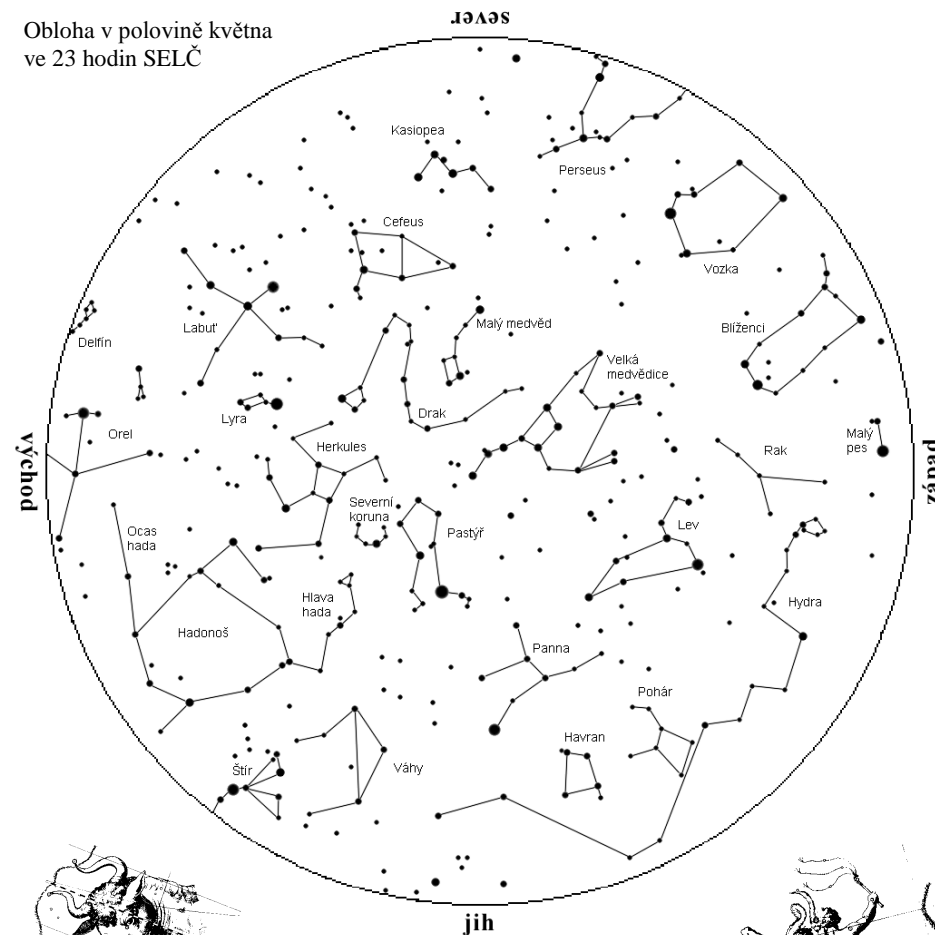 Obloha v polovině května
ve 23 hodin SELČ
sever
Kasiopea
Perseus
Cefeus
Vozka
Delfín
Labuť
Malý medvěd
Blíženci
Velká
medvědice
Lyra
Drak
Orel
Herkules
Rak
Malý
pes
východ
západ
Severní
koruna
Pastýř
Lev
Ocas
hada
Hlava
hada
Hydra
Hadonoš
Panna
Pohár
Havran
Štír
Váhy
jih